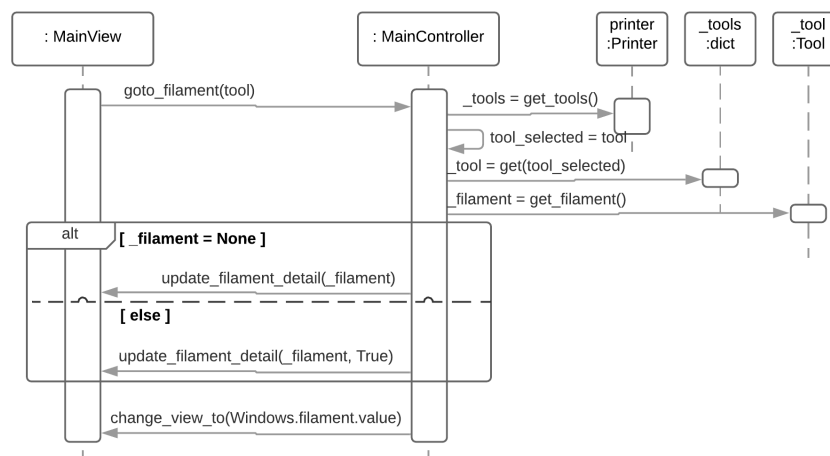 : MainView
: MainController
printer
:Printer
_tools
:dict
_tool
:Tool
goto_filament(tool)
_tools = get_tools()
tool_selected = tool
_tool = get(tool_selected)
_filament = get_filament()
alt
[ _filament = None ]
update_filament_detail(_filament)
[ else ]
update_filament_detail(_filament, True)
change_view_to(Windows.filament.value)